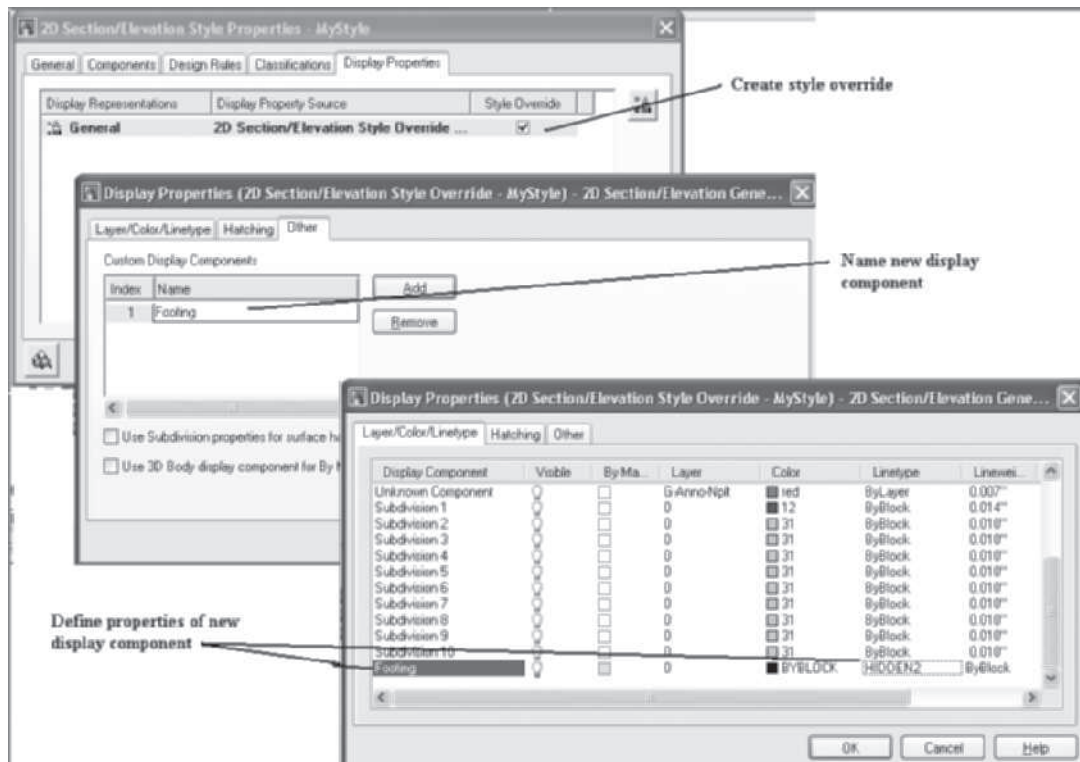 2D Section/Elevation Style Properties - MyStyle
General Components Design Rules Classifications Display Properties
Display Representations Display Property Source Style Override
General 2D Section/Elevation Style Override ...
Create style override
Display Properties (2D Section/Elevation Style Override - MyStyle) - 2D Section/Elevation Gene...
Layer/Color/Linetype Hatching Other
Custom Display Components
Index Name
1 Footing
Add
Remove
Name new display
component
Use Subdivision properties for surface ha
Use 3D Body display component for By M
Display Properties (2D Section/Elevation Style Override - MyStyle) - 2D Section/Elevation Gene...
Layer/Color/Linetype Hatching Other
Display Component Visible By Ma... Layer Color Linetype Linewei...
Unknown Component G-Anno-Nplt red ByLayer 0.007"
Subdivision 1 0 12 ByBlock 0.014"
Subdivision 2 0 31 ByBlock 0.010"
Subdivision 3 0 31 ByBlock 0.010"
Subdivision 4 0 31 ByBlock 0.010"
Subdivision 5 0 31 ByBlock 0.010"
Subdivision 6 0 31 ByBlock 0.010"
Subdivision 7 0 31 ByBlock 0.010"
Subdivision 8 0 31 ByBlock 0.010"
Subdivision 9 0 31 ByBlock 0.010"
Subdivision 10 0 31 ByBlock 0.010"
Footing 0 BYBLOCK HIDDEN2 ByBlock
Define properties of new
display component
OK Cancel Help